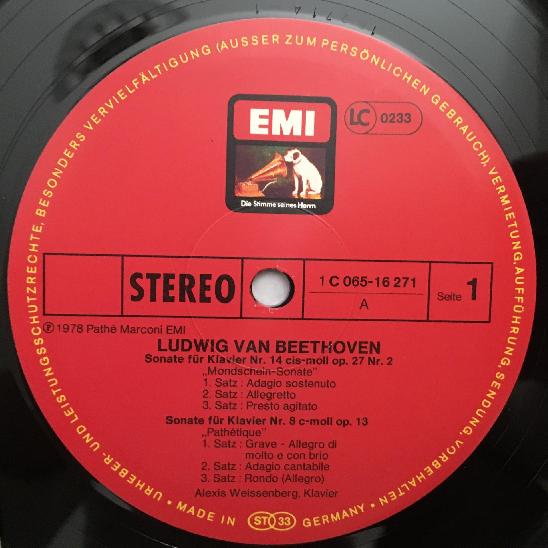 URHEBER- UND LEISTUNGSSCHUTZRECHTE, BESONDERS VERVIELFÄLTIGUNG (AUSSER ZUM PERSÖNLICHEN GEBRAUCH), VERMIETUNG, AUFFÜHRUNG, SENDUNG, VORBEHALTEN •
EMI
Die Stimme seines Herrn
LC 0233
STEREO
1 C 065-16 271
A
Seite 1
℗ 1978 Pathé Marconi EMI
LUDWIG VAN BEETHOVEN
Sonate für Klavier Nr. 14 cis-moll op. 27 Nr. 2
„Mondschein-Sonate"
1. Satz: Adagio sostenuto
2. Satz: Allegretto
3. Satz: Presto agitato
Sonate für Klavier Nr. 8 c-moll op. 13
„Pathétique"
1. Satz: Grave - Allegro di
molto e con brio
2. Satz: Adagio cantabile
3. Satz: Rondo (Allegro)
Alexis Weissenberg, Klavier
• MADE IN ST 33 GERMANY •